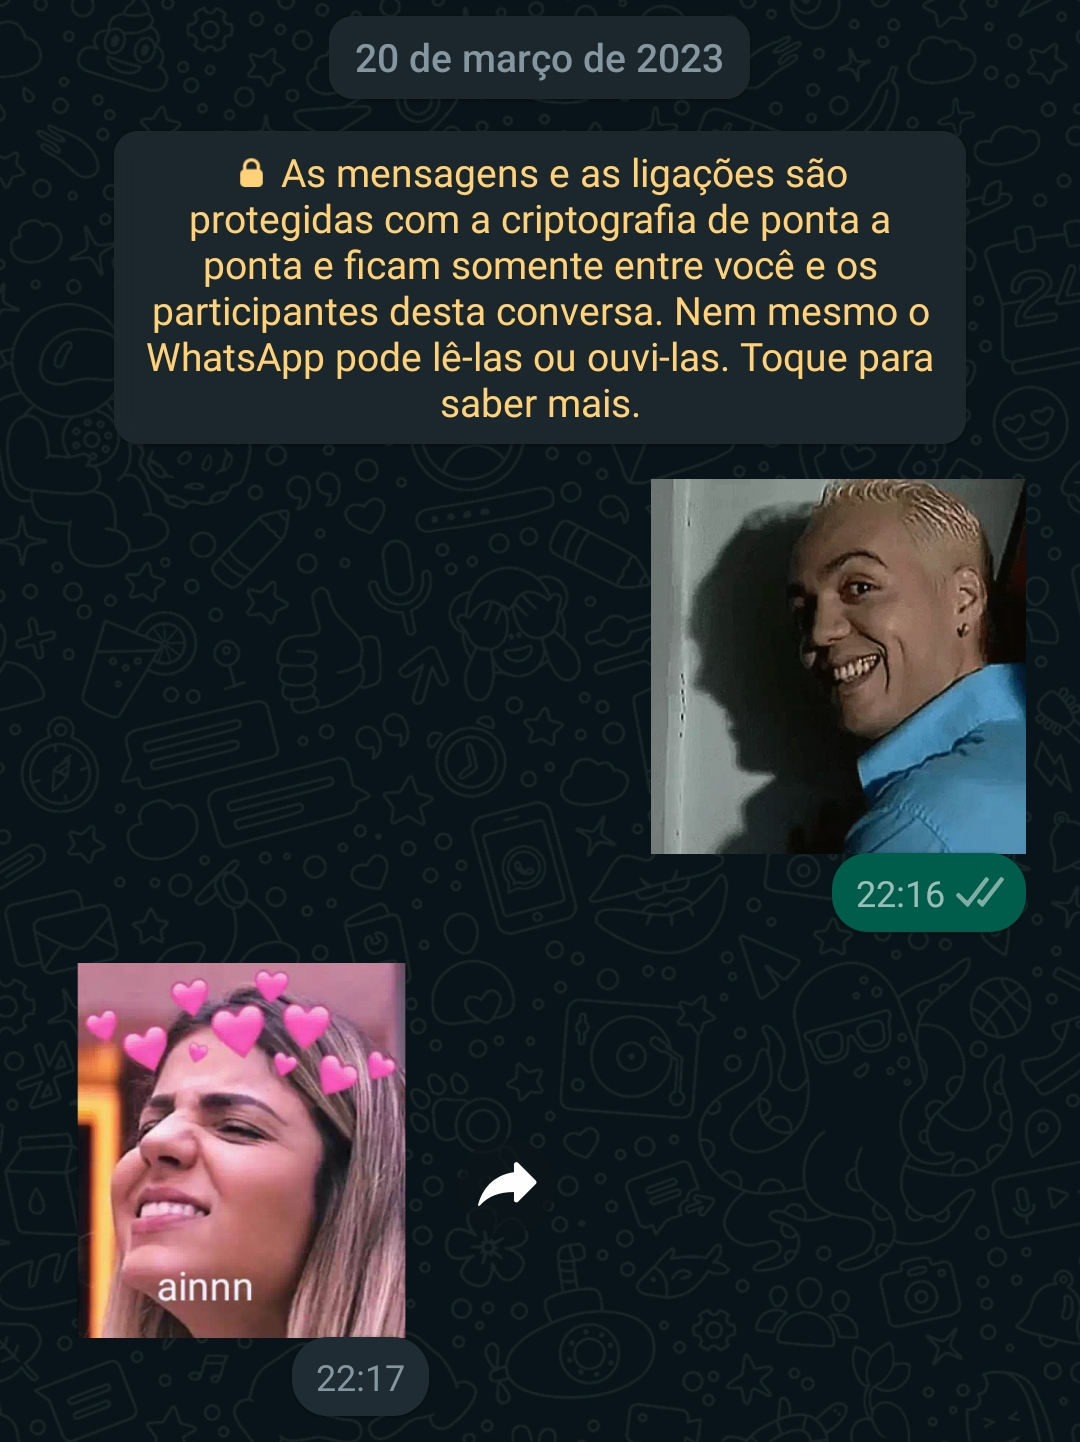 20 de março de 2023
🔒 As mensagens e as ligações são
protegidas com a criptografia de ponta a
ponta e ficam somente entre você e os
participantes desta conversa. Nem mesmo o
WhatsApp pode lê-las ou ouvi-las. Toque para
saber mais.
22:16
ainnn
22:17